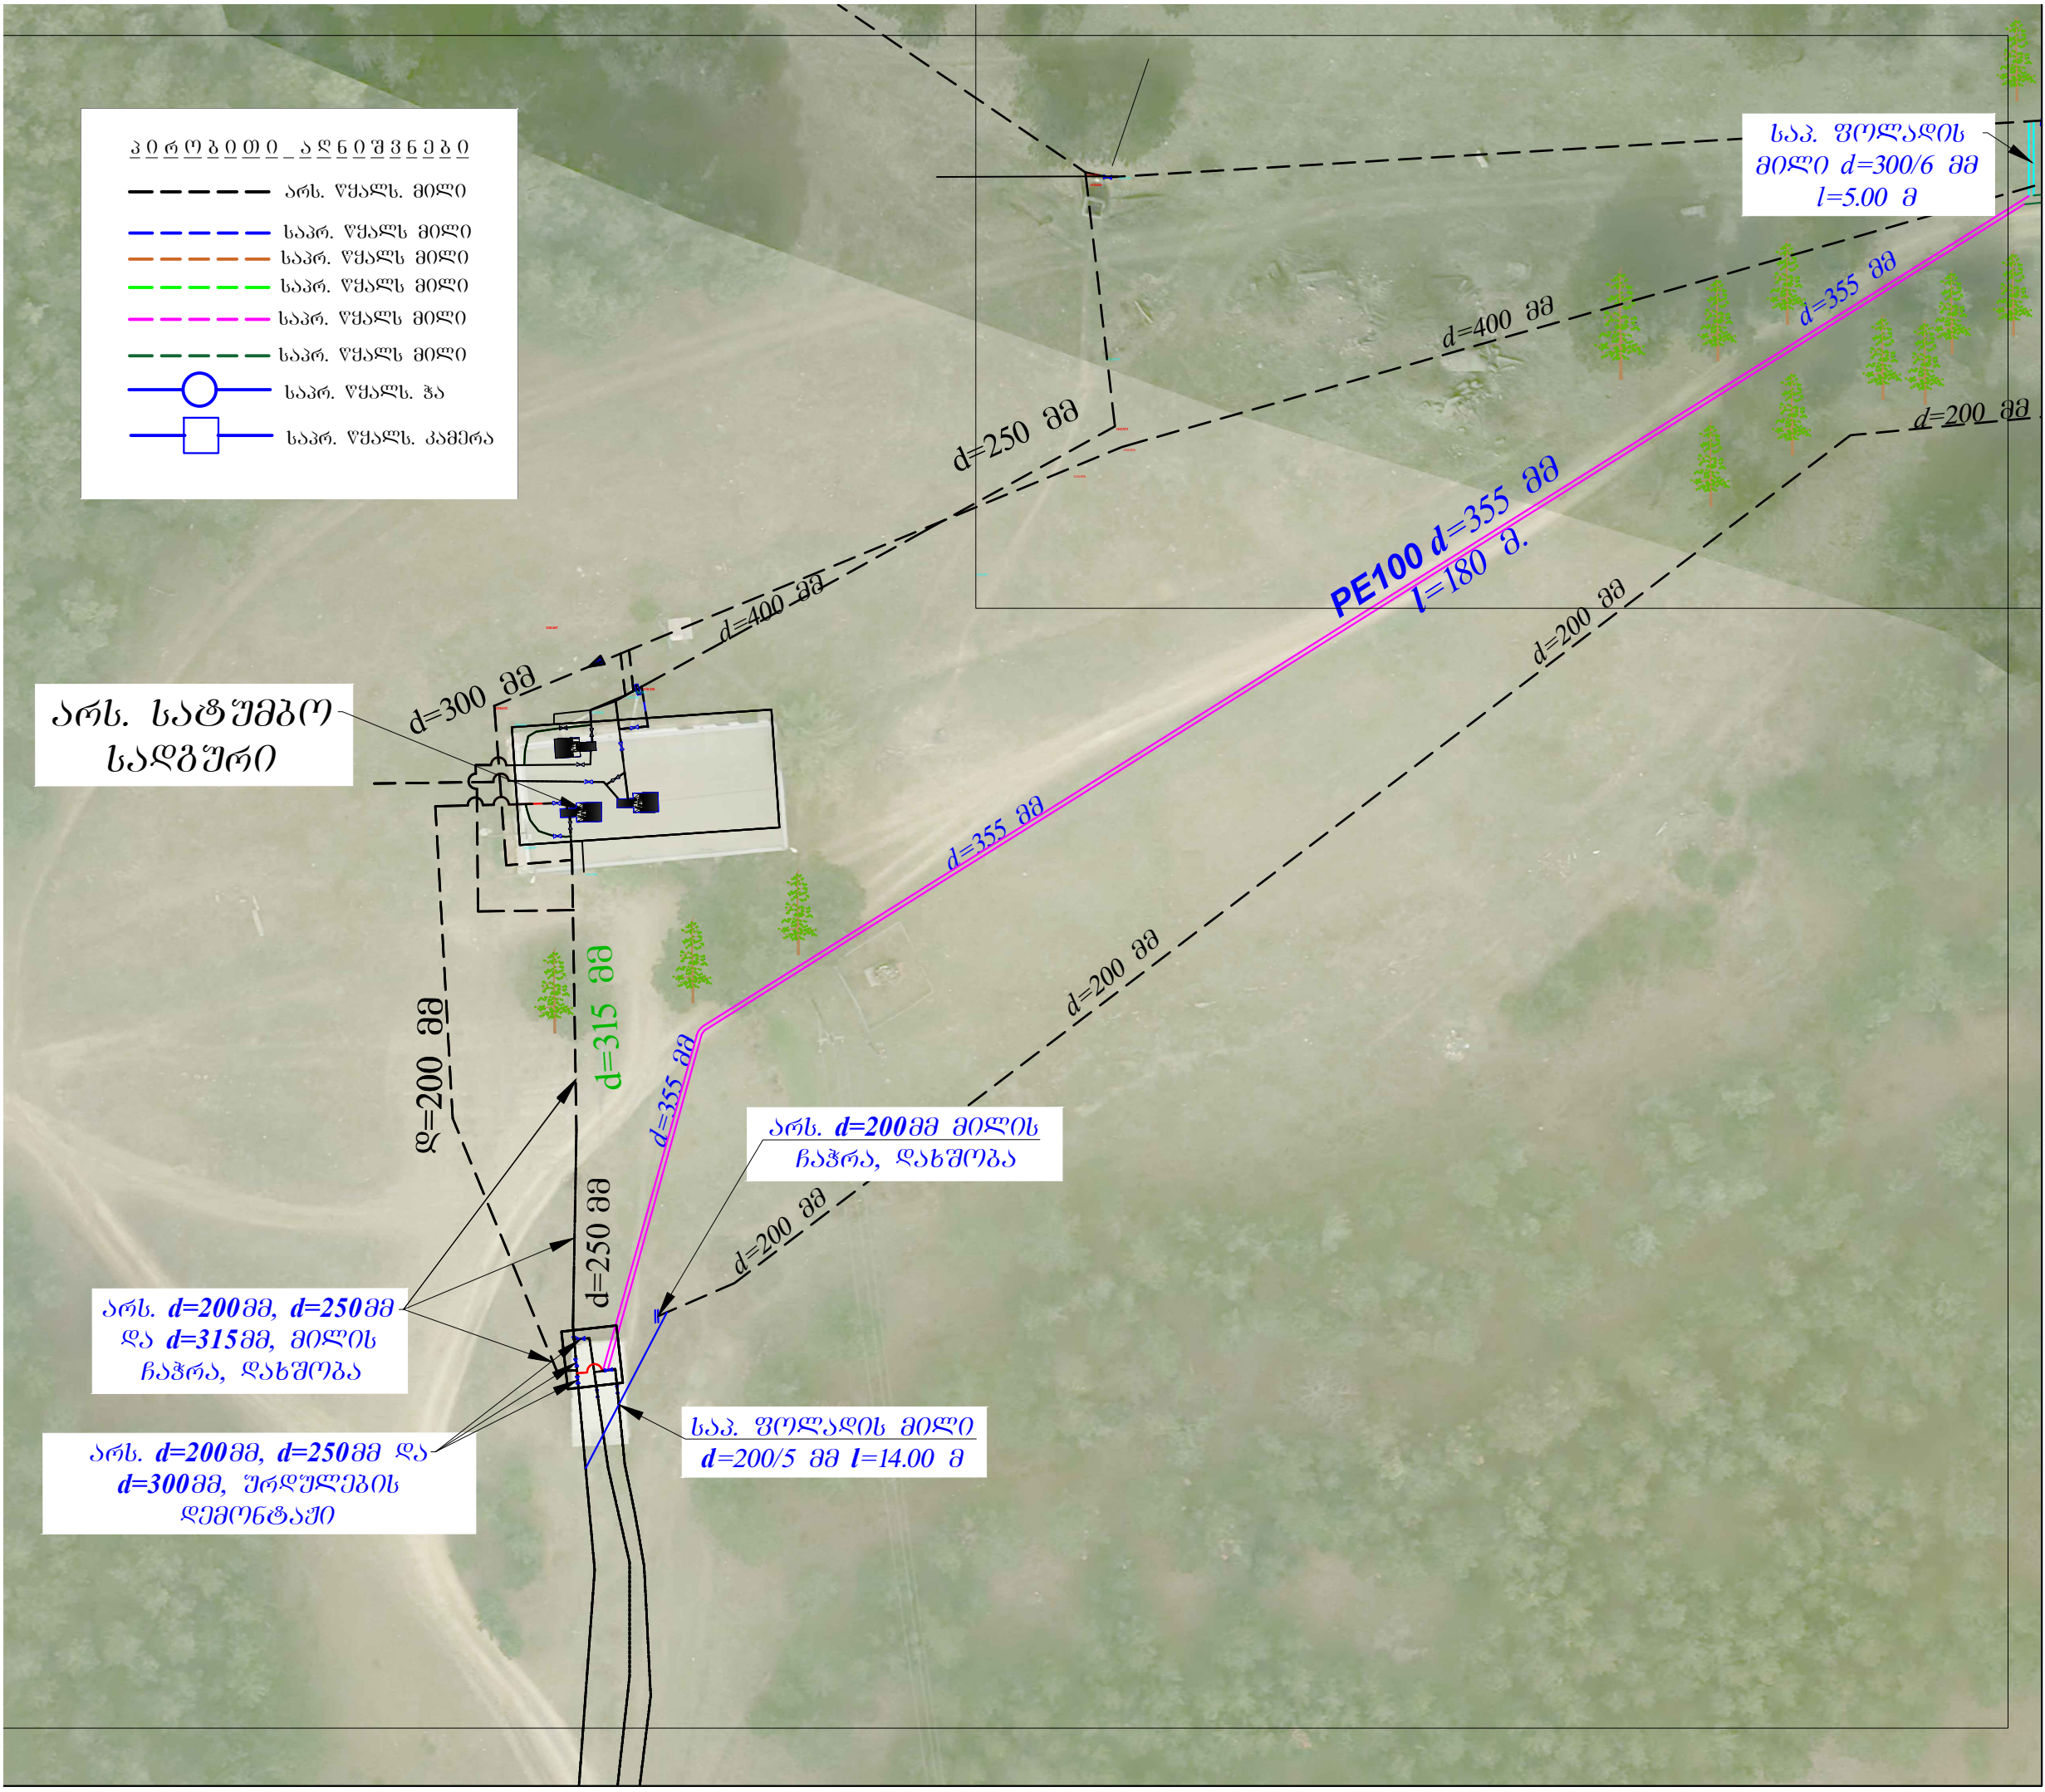 პირობითი აღნიშვნები
არს. წყალს. მილი
საპრ. წყალს მილი
საპრ. წყალს მილი
საპრ. წყალს მილი
საპრ. წყალს მილი
საპრ. წყალს მილი
საპრ. წყალს. ჭა
საპრ. წყალს. კამერა
საპ. ფოლადის
მილი d=300/6 მმ
l=5.00 მ
d=355 მმ
d=400 მმ
d=200 მმ
d=250 მმ
PE100 d=355 მმ
l=180 მ.
d=400 მმ
d=200 მმ
d=300 მმ
არს. სატუმბო
სადგური
d=355 მმ
d=315 მმ
d=200 მმ
დ=200 მმ
d=355 მმ
არს. d=200მმ მილის
ჩაჭრა, დახშობა
d=250 მმ
d=200 მმ
არს. d=200მმ, d=250მმ
და d=315მმ, მილის
ჩაჭრა, დახშობა
საპ. ფოლადის მილი
d=200/5 მმ l=14.00 მ
არს. d=200მმ, d=250მმ და
d=300მმ, ურდულების
დემონტაჟი